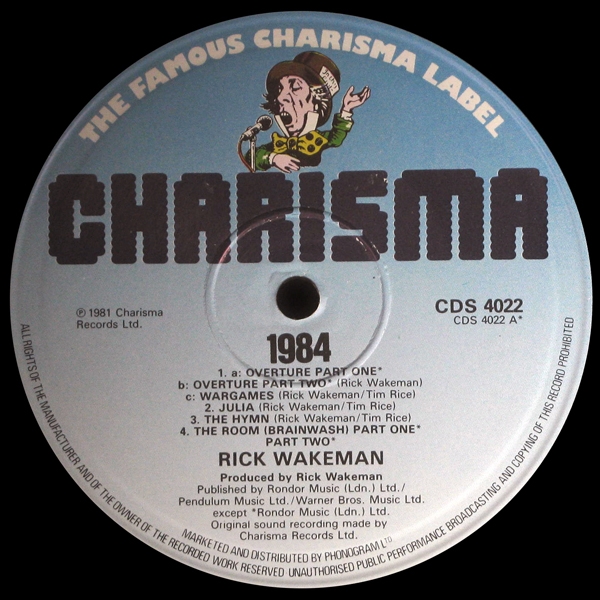 THE FAMOUS CHARISMA LABEL
CHARISMA
℗ 1981 Charisma
Records Ltd.
CDS 4022
CDS 4022 A*
1984
1. a: OVERTURE PART ONE*
b: OVERTURE PART TWO* (Rick Wakeman)
c: WARGAMES (Rick Wakeman/Tim Rice)
2. JULIA (Rick Wakeman/Tim Rice)
3. THE HYMN (Rick Wakeman/Tim Rice)
4. THE ROOM (BRAINWASH) PART ONE*
PART TWO*
RICK WAKEMAN
Produced by Rick Wakeman
Published by Rondor Music (Ldn.) Ltd./
Pendulum Music Ltd./Warner Bros. Music Ltd.
except *Rondor Music (Ldn.) Ltd.
Original sound recording made by
Charisma Records Ltd.
MARKETED AND DISTRIBUTED BY PHONOGRAM LTD
ALL RIGHTS OF THE MANUFACTURER AND OF THE OWNER OF THE RECORDED WORK RESERVED UNAUTHORISED PUBLIC PERFORMANCE BROADCASTING AND COPYING OF THIS RECORD PROHIBITED